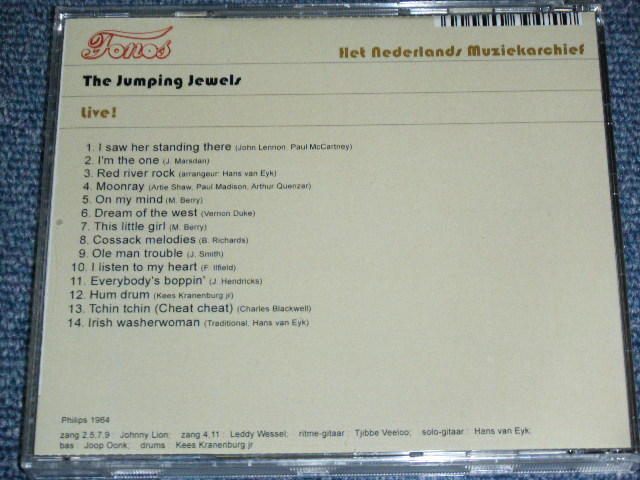 Fonos
Het Nederlands Muziekarchief
The Jumping Jewels
Live!
1. I saw her standing there (John Lennon, Paul McCartney)
2. I'm the one (J. Marsdan)
3. Red river rock (arrangeur: Hans van Eyk)
4. Moonray (Artie Shaw, Paul Madison, Arthur Quenzer)
5. On my mind (M. Berry)
6. Dream of the west (Vernon Duke)
7. This little girl (M. Berry)
8. Cossack melodies (B. Richards)
9. Ole man trouble (J. Smith)
10. I listen to my heart (F. Ilfield)
11. Everybody's boppin' (J. Hendricks)
12. Hum drum (Kees Kranenburg jr)
13. Tchin tchin (Cheat cheat) (Charles Blackwell)
14. Irish washerwoman (Traditional, Hans van Eyk)
Philips 1964
zang 2,5,7,9 : Johnny Lion; zang 4,11 : Leddy Wessel; ritme-gitaar : Tjibbe Veeloo; solo-gitaar : Hans van Eyk;
bas : Joop Oonk; drums : Kees Kranenburg jr